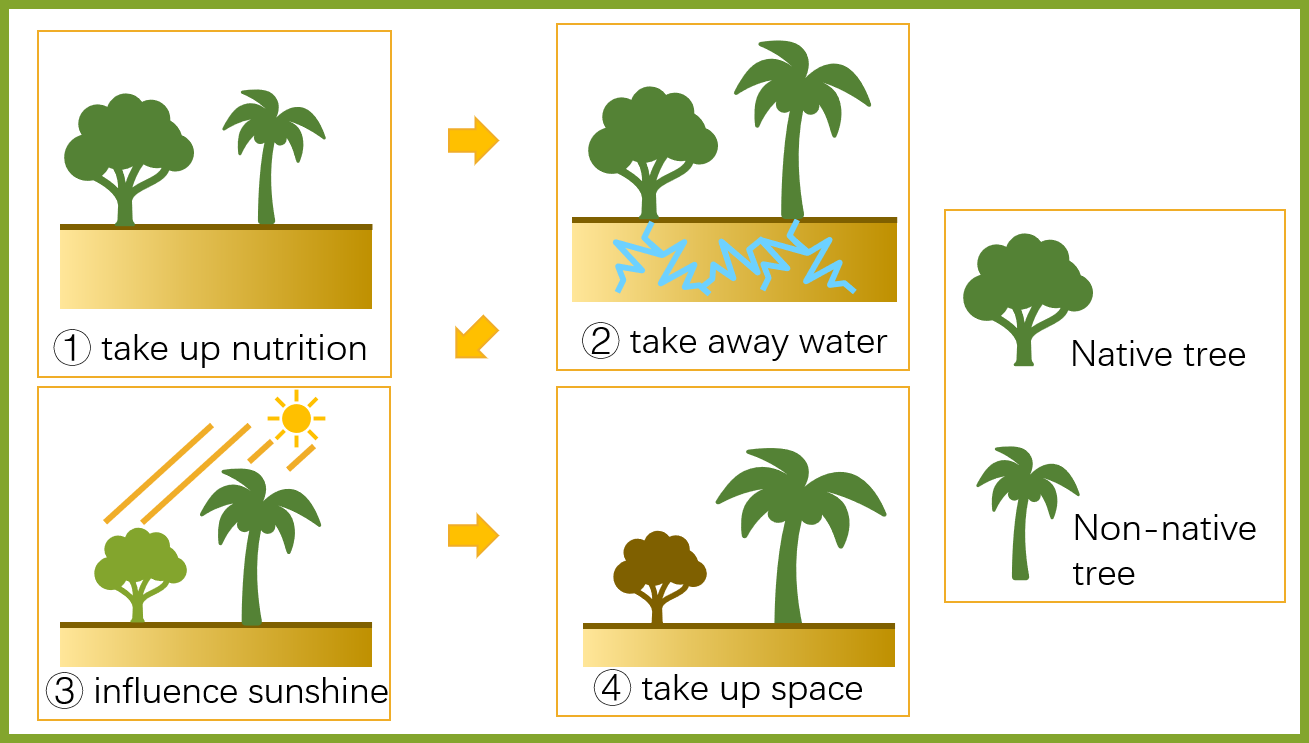 ① take up nutrition
② take away water
③ influence sunshine
④ take up space
Native tree
Non-native
tree